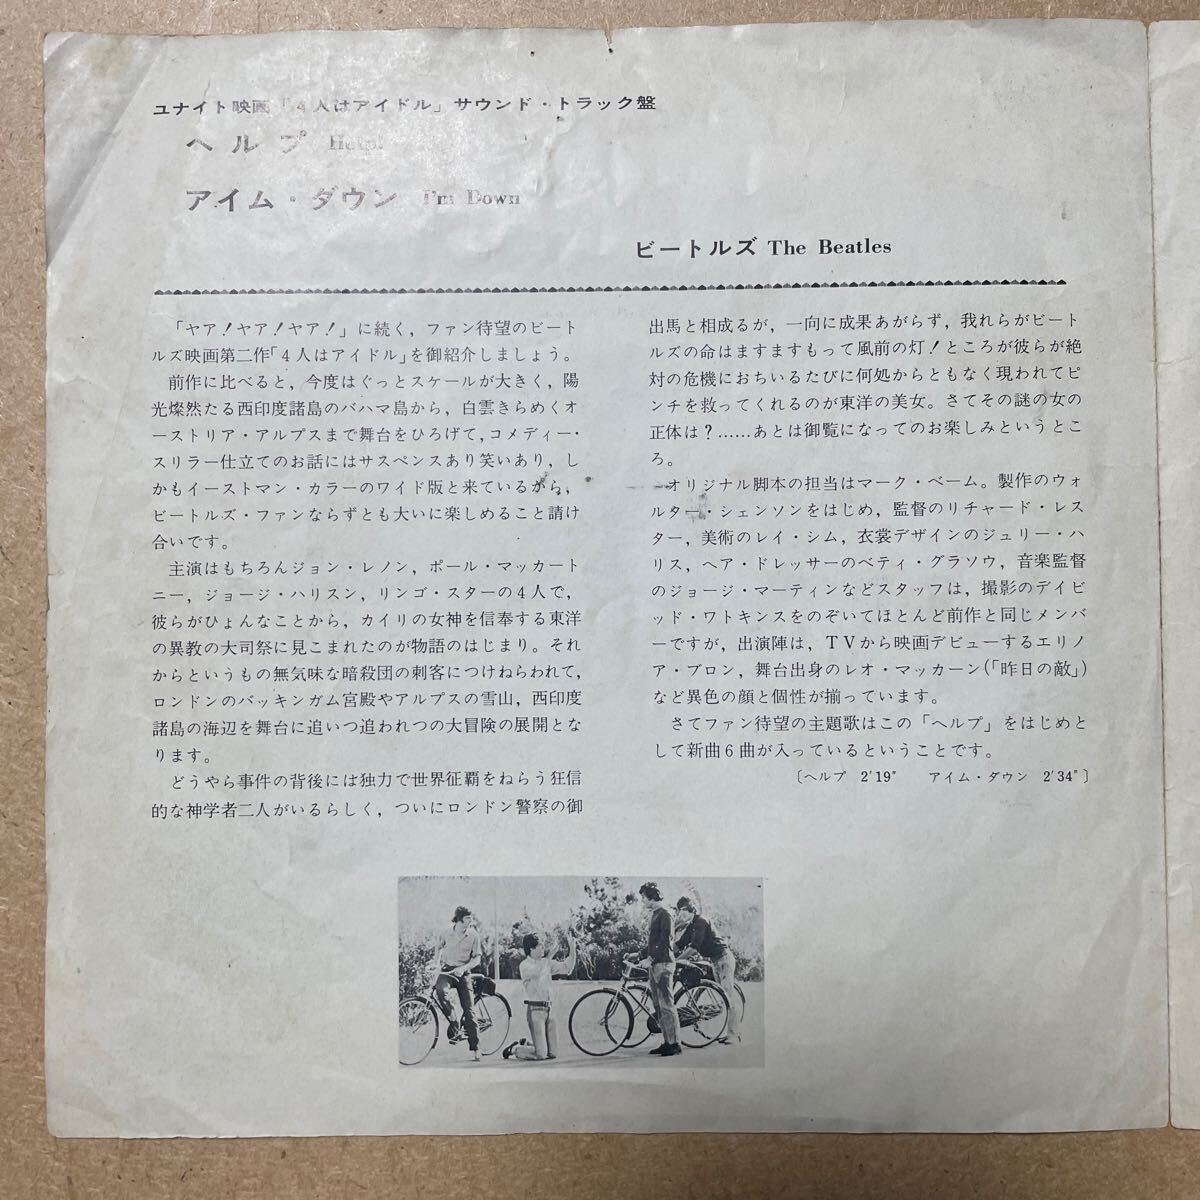 ユナイト映画「4人はアイドル」サウンド・トラック盤
ヘルプ Help!
アイム・ダウン I'm Down
ビートルズ The Beatles
「ヤア！ヤア！ヤア！」に続く，ファン待望のビート
ルズ映画第二作「4人はアイドル」を御紹介しましょう。
前作に比べると，今度はぐっとスケールが大きく，陽
光燦然たる西印度諸島のバハマ島から，白雲きらめくオ
ーストリア・アルプスまで舞台をひろげて，コメディー・
スリラー仕立てのお話にはサスペンスあり笑いあり，し
かもイーストマン・カラーのワイド版と来ているから，
ビートルズ・ファンならずとも大いに楽しめること請け
合いです。
主演はもちろんジョン・レノン，ポール・マッカート
ニー，ジョージ・ハリスン，リンゴ・スターの4人で，
彼らがひょんなことから，カイリの女神を信奉する東洋
の異教の大司祭に見こまれたのが物語のはじまり。それ
からというもの無気味な暗殺団の刺客につけねらわれて，
ロンドンのバッキンガム宮殿やアルプスの雪山，西印度
諸島の海辺を舞台に追いつ追われつの大冒険の展開とな
ります。
どうやら事件の背後には独力で世界征覇をねらう狂信
的な神学者二人がいるらしく，ついにロンドン警察の御
出馬と相成るが，一向に成果あがらず，我れらがビート
ルズの命はますますもって風前の灯！ところが彼らが絶
対の危機におちいるたびに何処からともなく現われてピ
ンチを救ってくれるのが東洋の美女。さてその謎の女の
正体は？……あとは御覧になってのお楽しみというとこ
ろ。
オリジナル脚本の担当はマーク・ベーム。製作のウォ
ルター・シェンソンをはじめ，監督のリチャード・レス
ター，美術のレイ・シム，衣裳デザインのジュリー・ハ
リス，ヘア・ドレッサーのベティ・グラソウ，音楽監督
のジョージ・マーティンなどスタッフは，撮影のデイビ
ッド・ワトキンスをのぞいてほとんど前作と同じメンバ
ーですが，出演陣は，TVから映画デビューするエリノ
ア・ブロン，舞台出身のレオ・マッカーン(「昨日の敵」)
など異色の顔と個性が揃っています。
さてファン待望の主題歌はこの「ヘルプ」をはじめと
して新曲6曲が入っているということです。
〔ヘルプ 2'19" アイム・ダウン 2'34"〕